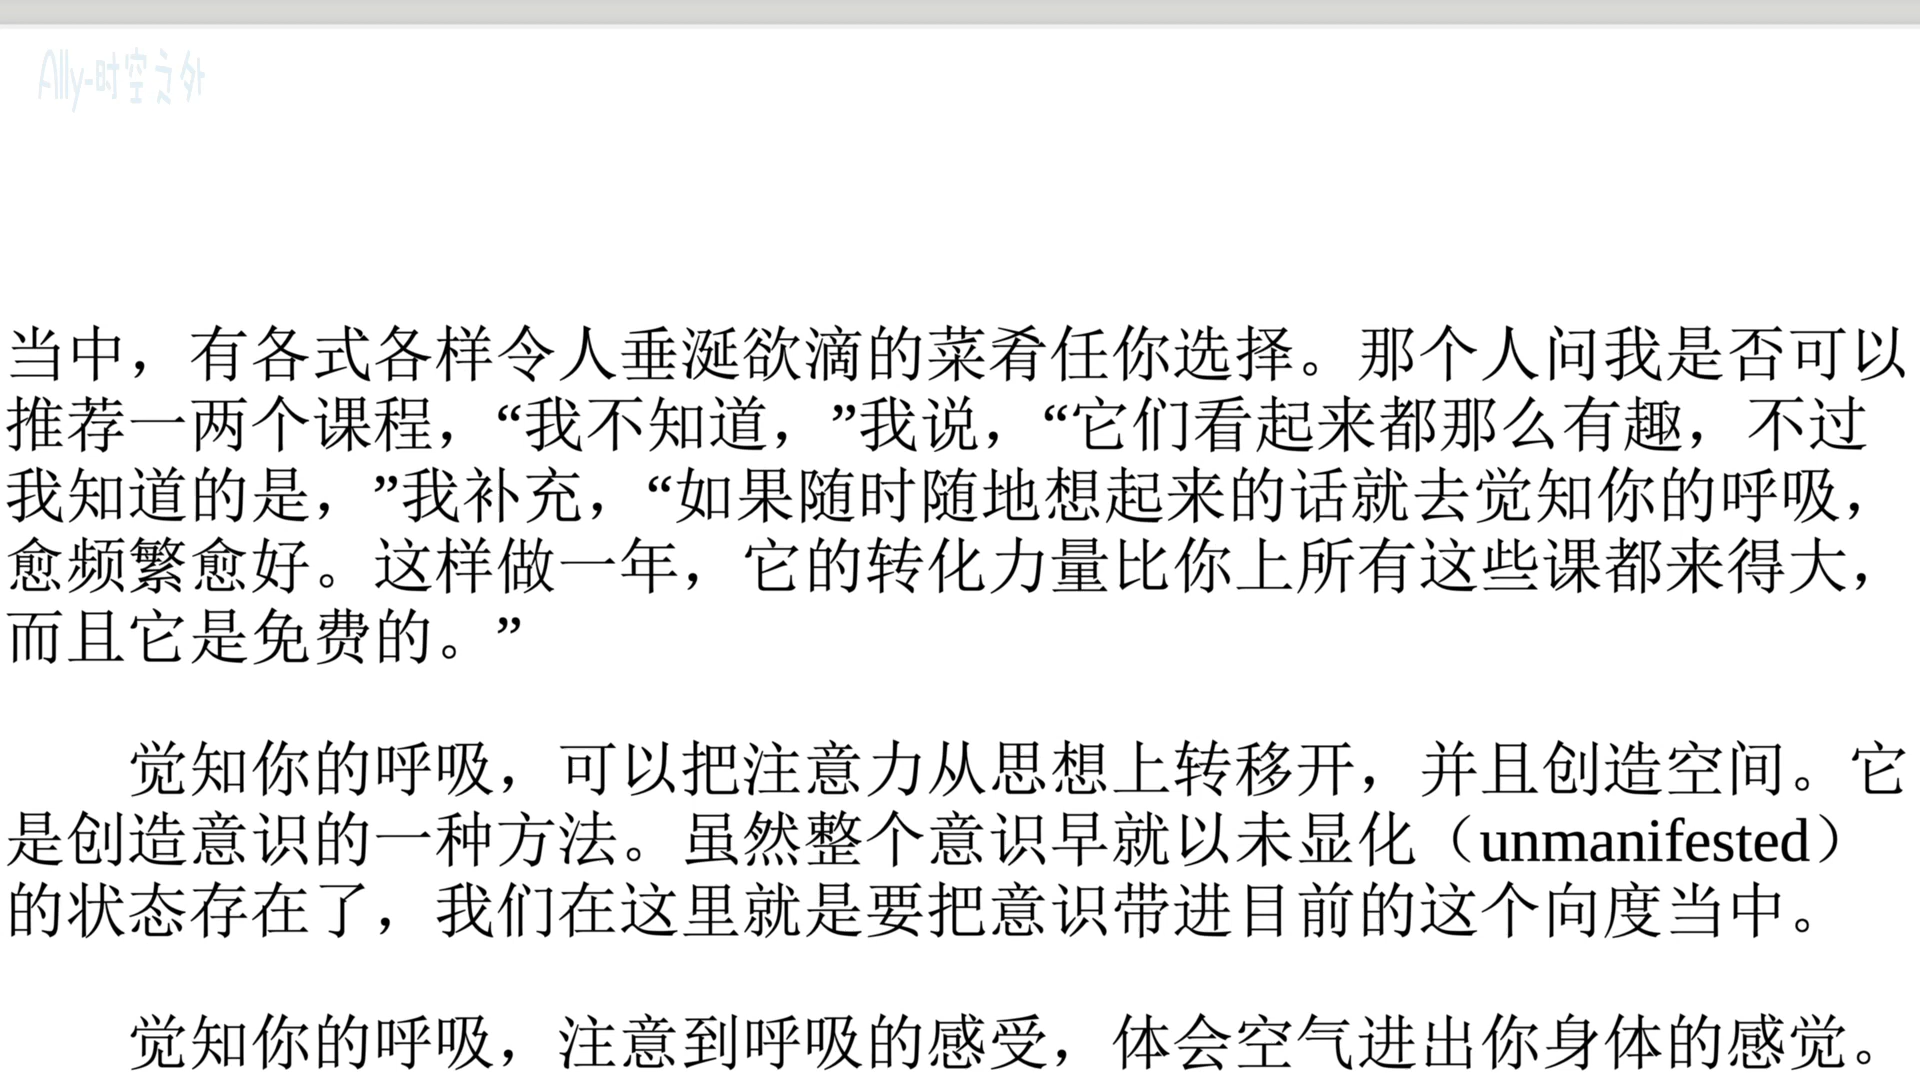 Ally-时空之外
当中，有各式各样令人垂涎欲滴的菜肴任你选择。那个人问我是否可以
推荐一两个课程，“我不知道，”我说，“它们看起来都那么有趣，不过
我知道的是，”我补充，“如果随时随地想起来的话就去觉知你的呼吸，
愈频繁愈好。这样做一年，它的转化力量比你上所有这些课都来得大，
而且它是免费的。”
觉知你的呼吸，可以把注意力从思想上转移开，并且创造空间。它
是创造意识的一种方法。虽然整个意识早就以未显化（unmanifested）
的状态存在了，我们在这里就是要把意识带进目前的这个向度当中。
觉知你的呼吸，注意到呼吸的感受，体会空气进出你身体的感觉。